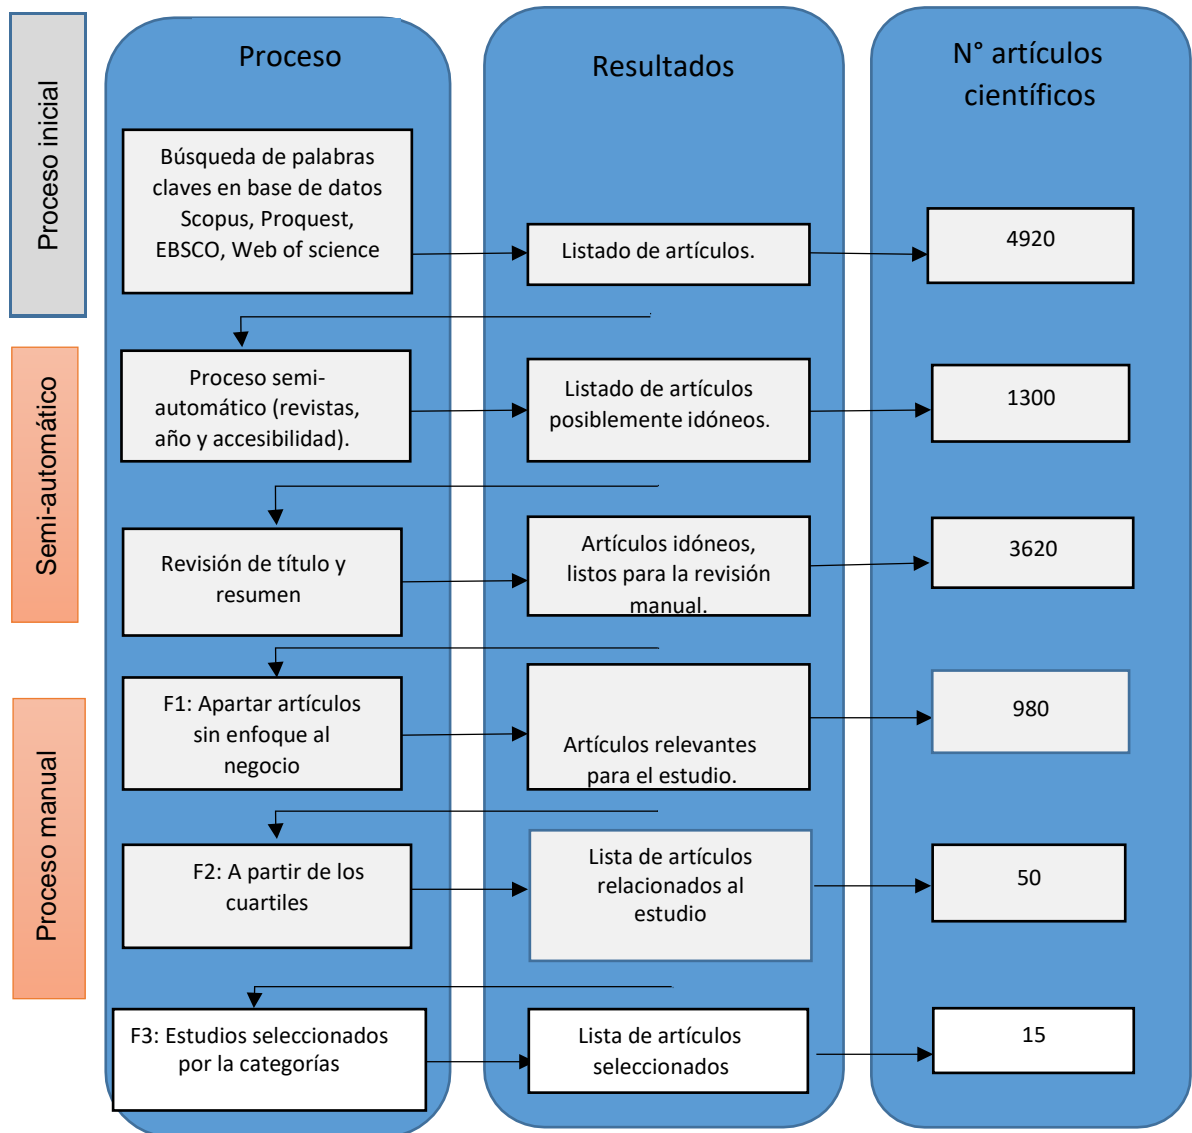 Proceso
Resultados
N° artículos
científicos
Proceso inicial
Búsqueda de palabras
claves en base de datos
Scopus, Proquest,
EBSCO, Web of science
Listado de artículos.
4920
Semi-automático
Proceso semi-
automático (revistas,
año y accesibilidad).
Listado de artículos
posiblemente idóneos.
1300
Revisión de título y
resumen
Artículos idóneos,
listos para la revisión
manual.
3620
Proceso manual
F1: Apartar artículos
sin enfoque al
negocio
Artículos relevantes
para el estudio.
980
F2: A partir de los
cuartiles
Lista de artículos
relacionados al
estudio
50
F3: Estudios seleccionados
por la categorías
Lista de artículos
seleccionados
15